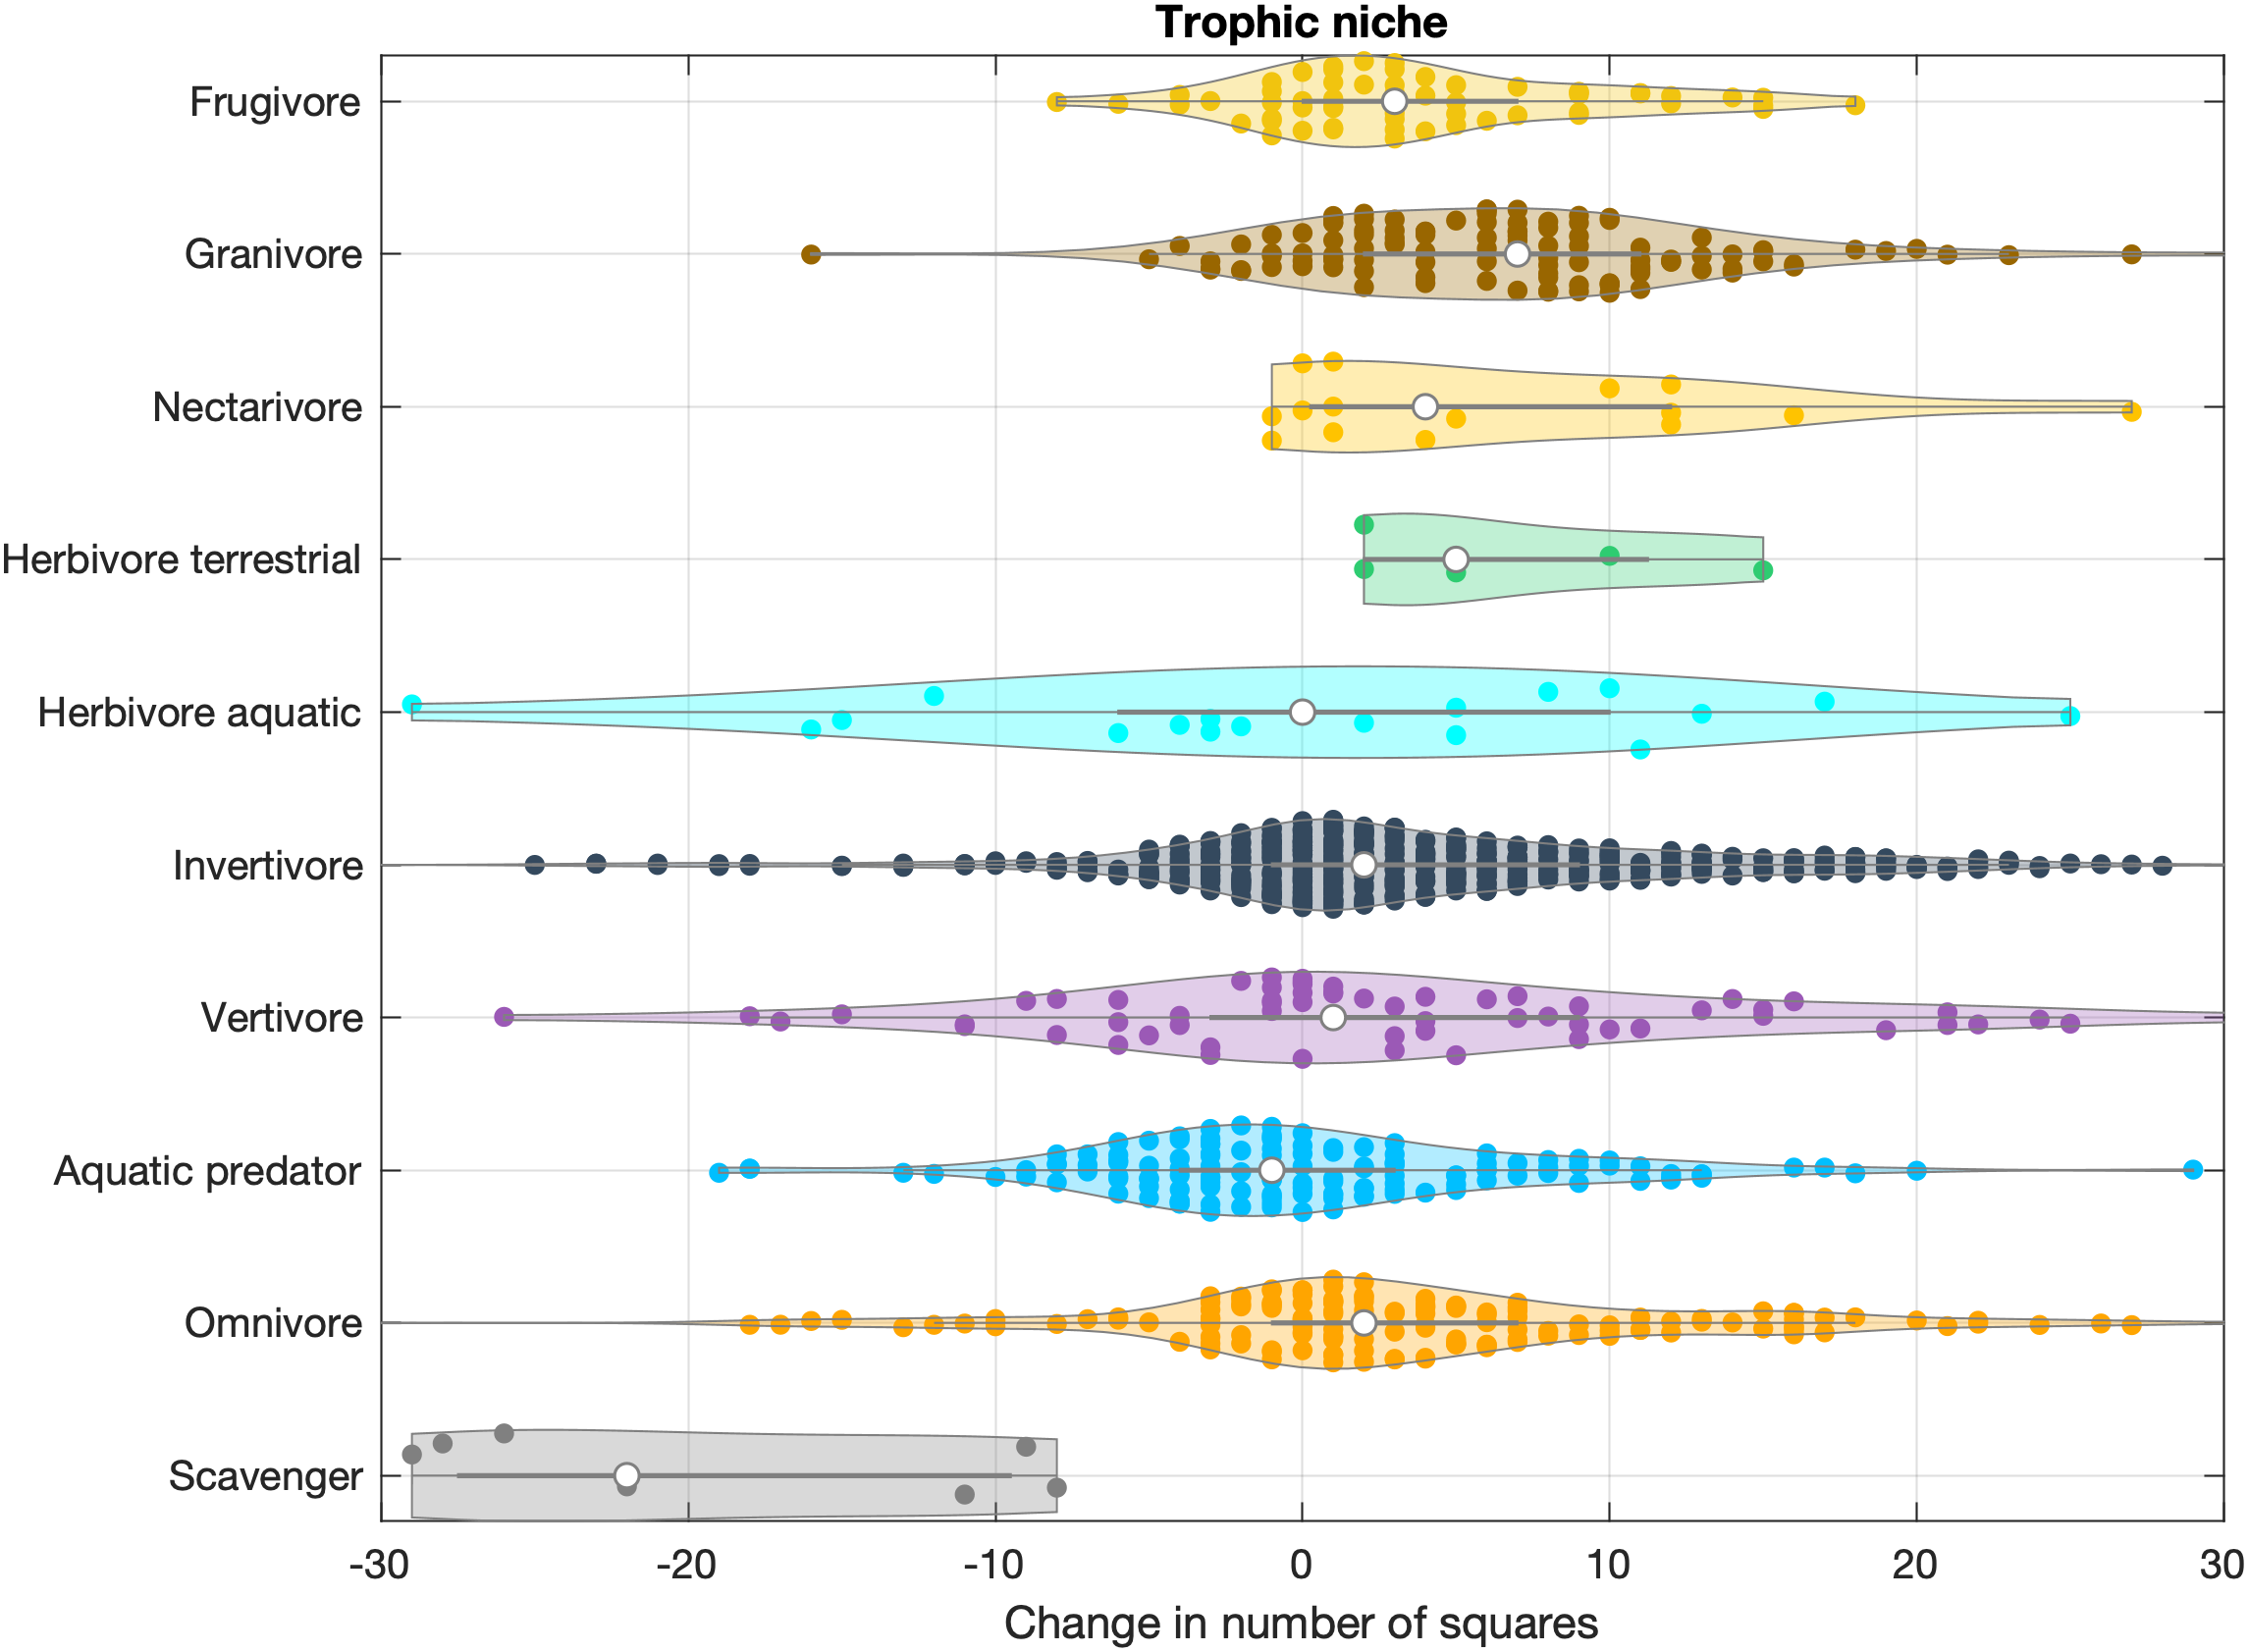 Trophic niche
Frugivore
Granivore
Nectarivore
Herbivore terrestrial
Herbivore aquatic
Invertivore
Vertivore
Aquatic predator
Omnivore
Scavenger
-30 -20 -10 0 10 20 30
Change in number of squares